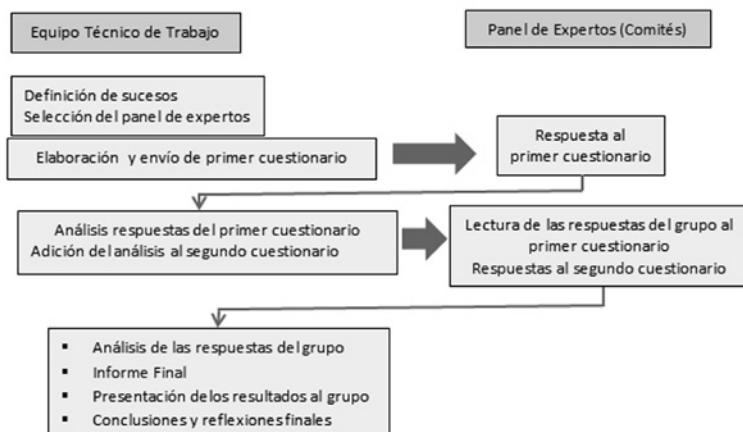 Equipo Técnico de Trabajo
Panel de Expertos (Comités)
Definición de sucesos
Selección del panel de expertos
Elaboración y envío de primer cuestionario
Respuesta al
primer cuestionario
Análisis respuestas del primer cuestionario
Adición del análisis al segundo cuestionario
Lectura de las respuestas del grupo al
primer cuestionario
Respuestas al segundo cuestionario
▪ Análisis de las respuestas del grupo
▪ Informe Final
▪ Presentación delos resultados al grupo
▪ Conclusiones y reflexiones finales